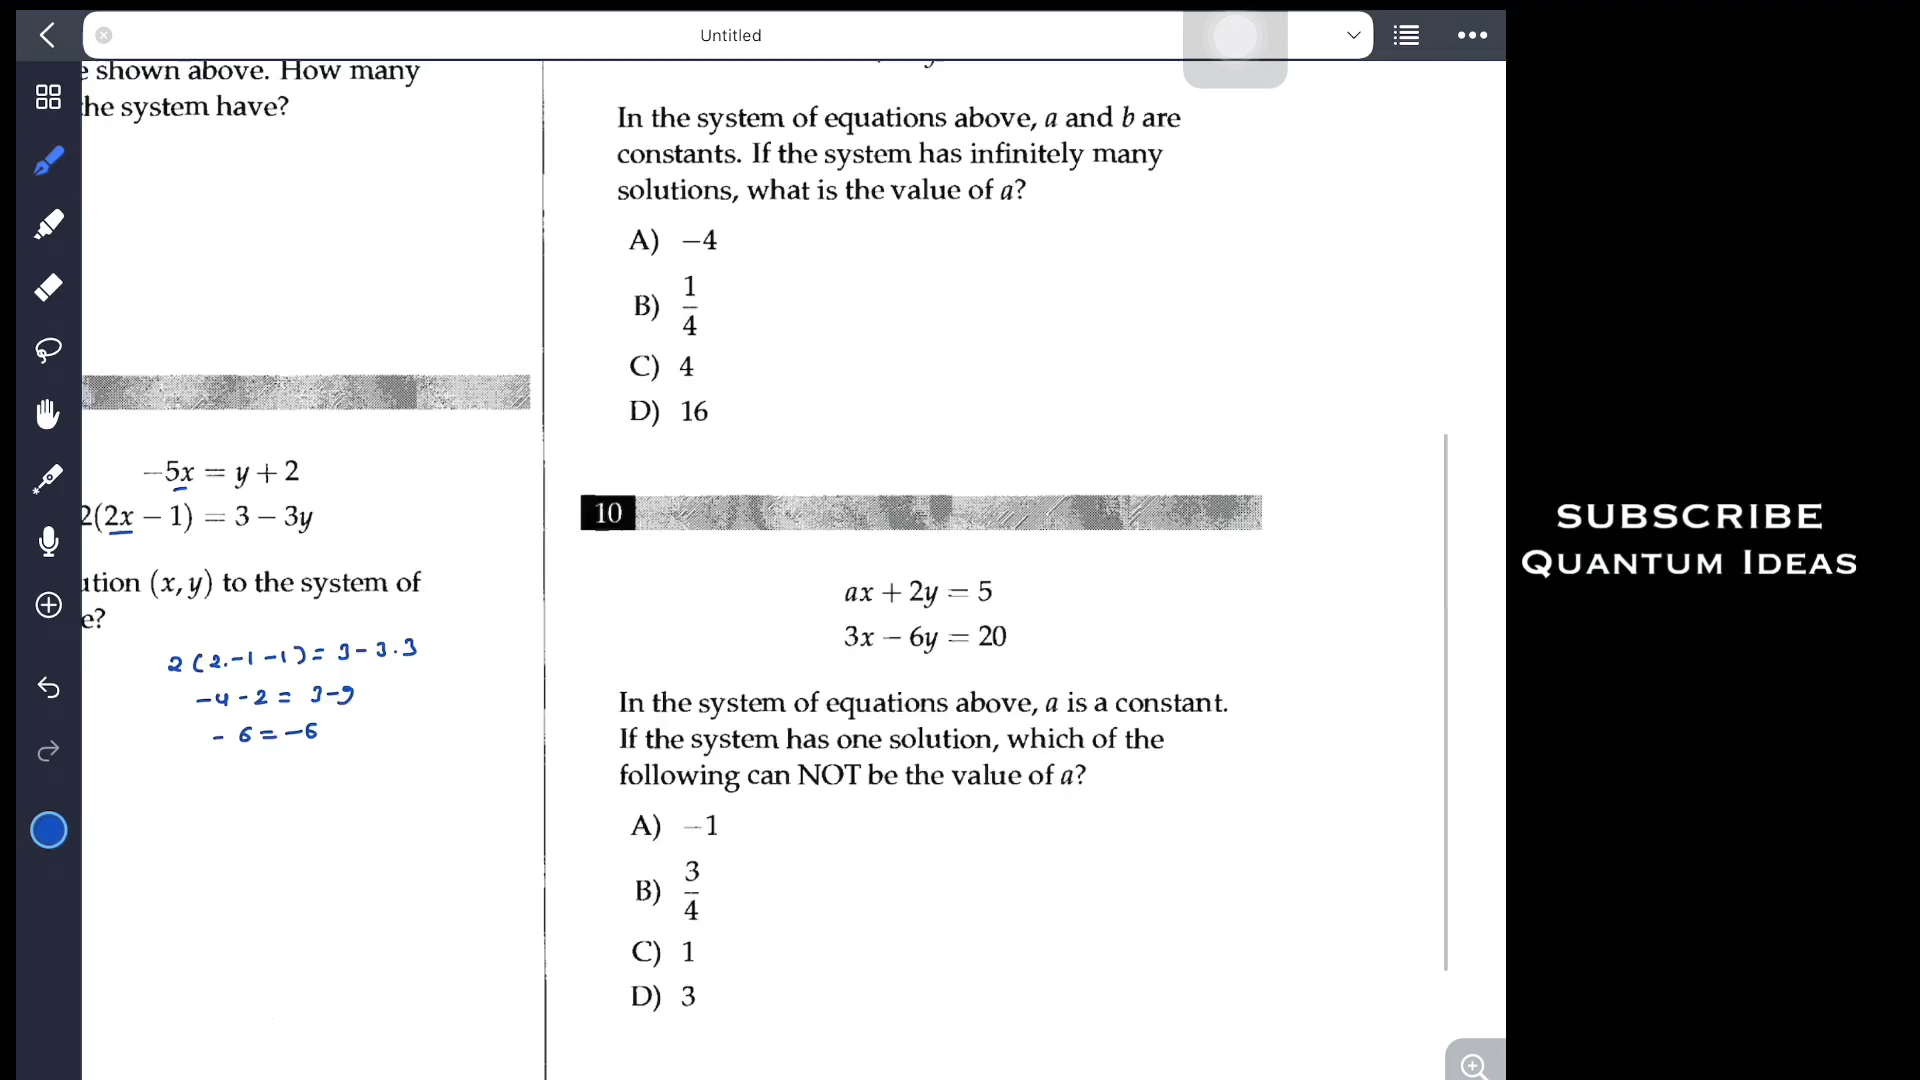 Untitled
shown above. How many
he system have?
−5x = y + 2
2(2x − 1) = 3 − 3y
ution (x, y) to the system of
e?
2(2.-1-1) = 3-3.3
-4-2 = 3-9
-6=-6
In the system of equations above, a and b are
constants. If the system has infinitely many
solutions, what is the value of a?
A) −4
B) 1/4
C) 4
D) 16
10
ax + 2y = 5
3x − 6y = 20
In the system of equations above, a is a constant.
If the system has one solution, which of the
following can NOT be the value of a?
A) −1
B) 3/4
C) 1
D) 3
SUBSCRIBE
QUANTUM IDEAS